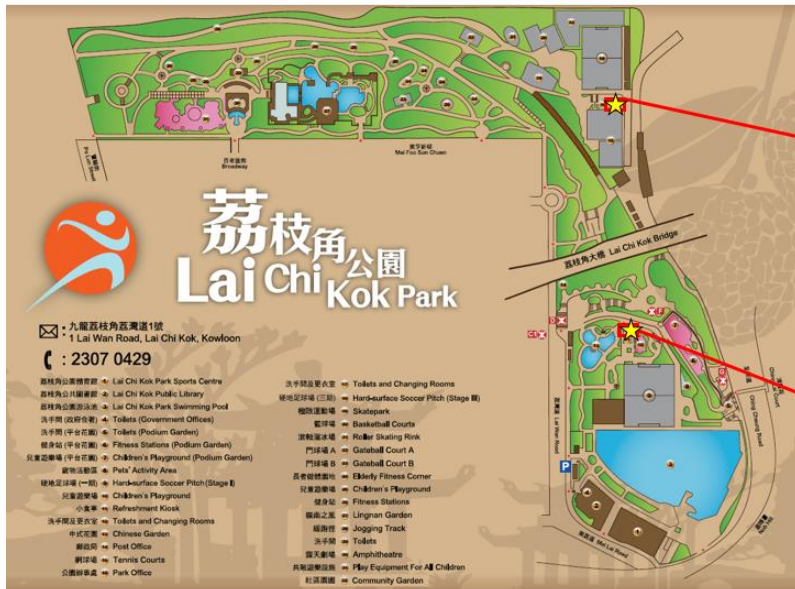 Po Lun Street
百老匯街
Broadway
美孚新邨
Mei Foo Sun Chuen
荔枝角大橋 Lai Chi Kok Bridge
荔枝角公園
Lai Chi Kok Park
九龍荔枝角荔灣道1號
1 Lai Wan Road, Lai Chi Kok, Kowloon
: 2307 0429
荔枝角公園體育館 Lai Chi Kok Park Sports Centre
荔枝角公共圖書館 Lai Chi Kok Public Library
荔枝角公園游泳池 Lai Chi Kok Park Swimming Pool
洗手間 (政府合署) Toilets (Government Offices)
洗手間 (平台花園) Toilets (Podium Garden)
健身站 (平台花園) Fitness Stations (Podium Garden)
兒童遊樂場 (平台花園) Children's Playground (Podium Garden)
寵物活動區 Pets' Activity Area
硬地足球場 (一期) Hard-surface Soccer Pitch (Stage I)
兒童遊樂場 Children's Playground
小食亭 Refreshment Kiosk
洗手間及更衣室 Toilets and Changing Rooms
中式花園 Chinese Garden
郵政局 Post Office
網球場 Tennis Courts
公園辦事處 Park Office
洗手間及更衣室 Toilets and Changing Rooms
硬地足球場 (三期) Hard-surface Soccer Pitch (Stage III)
極限運動場 Skatepark
籃球場 Basketball Courts
滾軸溜冰場 Roller Skating Rink
門球場 A Gateball Court A
門球場 B Gateball Court B
長者健體園地 Elderly Fitness Corner
兒童遊樂場 Children's Playground
健身站 Fitness Stations
嶺南之風 Lingnan Garden
緩跑徑 Jogging Track
洗手間 Toilets
露天劇場 Amphitheatre
共融遊樂設施 Play Equipment For All Children
社區園圃 Community Garden
D
C1
F
荔灣道 Lai Wan Road
Ching Cheung Road
P
美荔道 Mei Lai Road